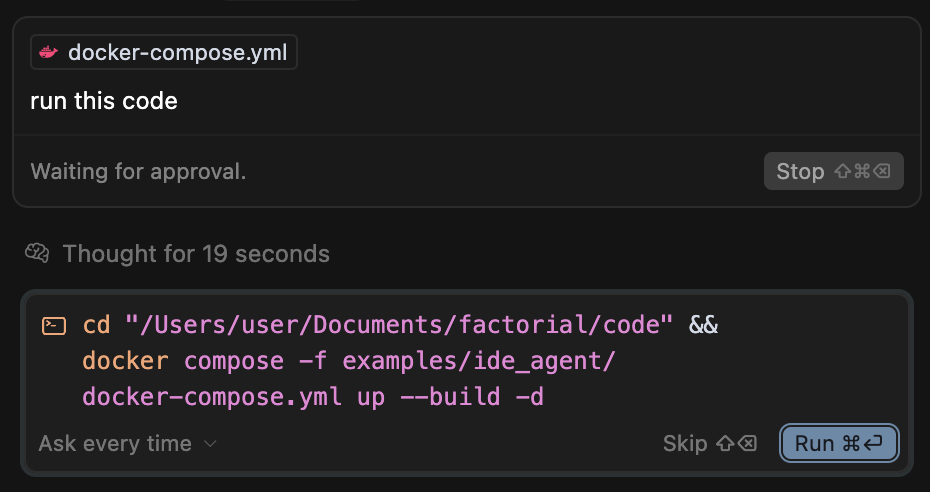 docker-compose.yml
run this code
Waiting for approval.
Stop ⇧⌘⌫
Thought for 19 seconds
cd "/Users/user/Documents/factorial/code" &&
docker compose -f examples/ide_agent/
docker-compose.yml up --build -d
Ask every time
Skip ⇧⌫
Run ⌘↩